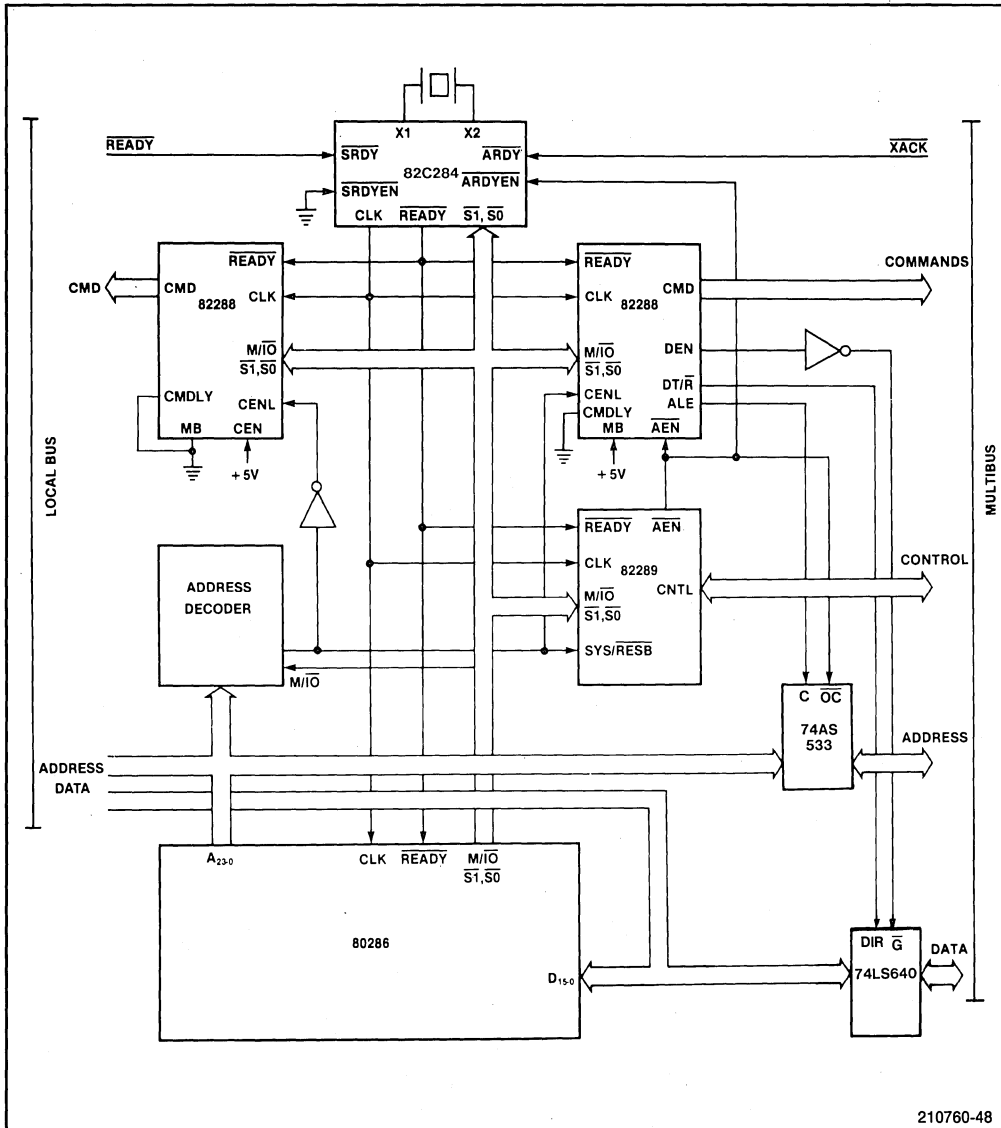 X1 X2
READY
SRDY
82C284
ARDY
XACK
SRDYEN
ARDYEN
CLK READY S1, S0
CMD
CMD
READY
82288
CLK
M/IO
S1,S0
CMDLY
CENL
MB
CEN
+5V
READY
CLK
CMD
82288
M/IO
S1,S0
DEN
CENL
CMDLY
DT/R
ALE
MB
AEN
+5V
COMMANDS
LOCAL BUS
MULTIBUS
ADDRESS
DECODER
M/IO
READY AEN
CLK
82289
M/IO
S1,S0
CNTL
SYS/RESB
CONTROL
C OC
74AS
533
ADDRESS
ADDRESS
DATA
A23-0
CLK READY M/IO
S1,S0
80286
D15-0
DIR G
74LS640
DATA
210760-48